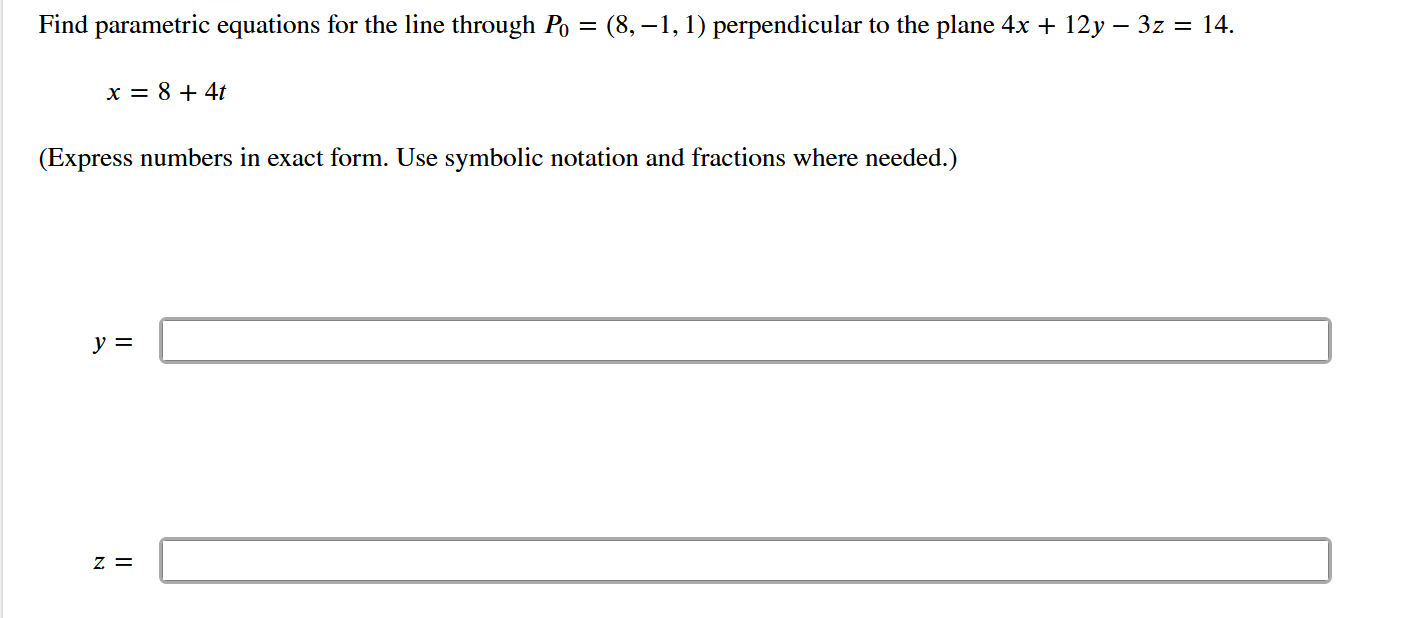 Find parametric equations for the line through P₀ = (8, −1, 1) perpendicular to the plane 4x + 12y − 3z = 14.
x = 8 + 4t
(Express numbers in exact form. Use symbolic notation and fractions where needed.)
y =
z =